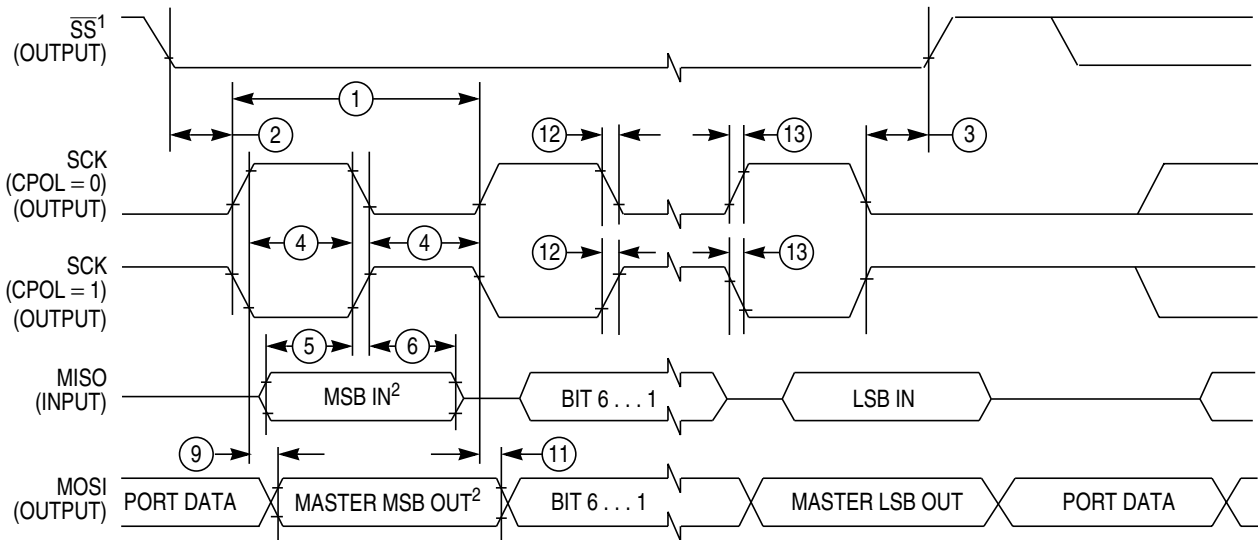 S̅S̅¹
(OUTPUT)
1
2
12
13
3
SCK
(CPOL = 0)
(OUTPUT)
4
4
12
13
SCK
(CPOL = 1)
(OUTPUT)
5
6
MISO
(INPUT)
MSB IN²
BIT 6 . . . 1
LSB IN
9
11
MOSI
(OUTPUT)
PORT DATA
MASTER MSB OUT²
BIT 6 . . . 1
MASTER LSB OUT
PORT DATA